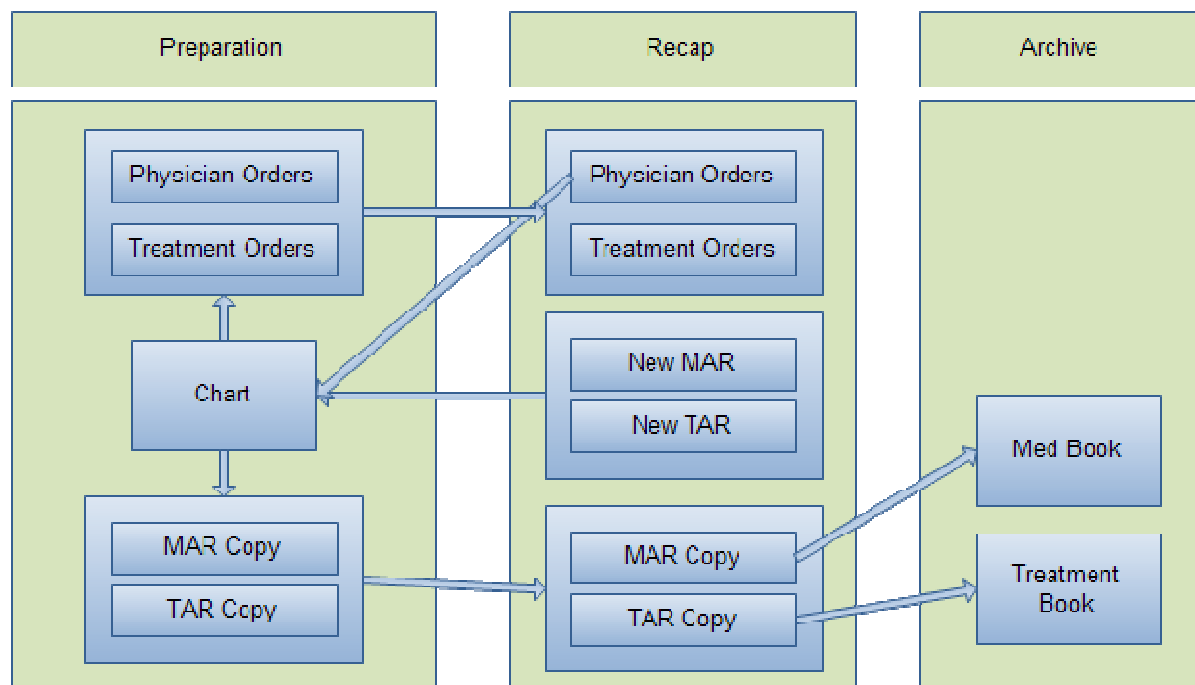 Preparation
Recap
Archive
Physician Orders
Treatment Orders
Chart
MAR Copy
TAR Copy
Physician Orders
Treatment Orders
New MAR
New TAR
MAR Copy
TAR Copy
Med Book
Treatment
Book